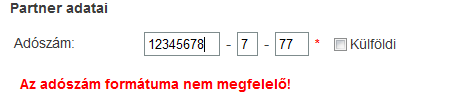 Partner adatai
Adószám: 12345678 - 7 - 77 * Külföldi
Az adószám formátuma nem megfelelő!